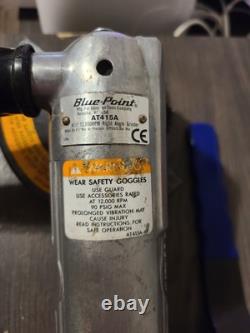 Blue-Point
AT415A
Right Angle
CE
WARNING
WEAR SAFETY GOGGLES
USE GUARD
USE ACCESSORIES RATED
AT 12,000 RPM
90 PSIG MAX
PROLONGED VIBRATION MAY
CAUSE INJURY
READ INSTRUCTIONS FOR
SAFE OPERATION